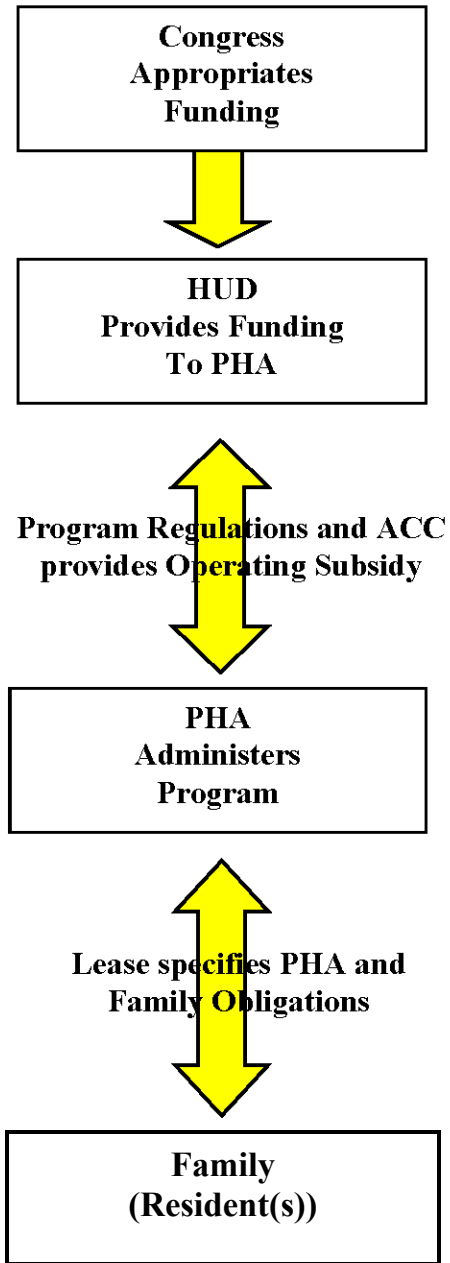 Congress
Appropriates
Funding
HUD
Provides Funding
To PHA
Program Regulations and ACC
provides Operating Subsidy
PHA
Administers
Program
Lease specifies PHA and
Family Obligations
Family
(Resident(s))